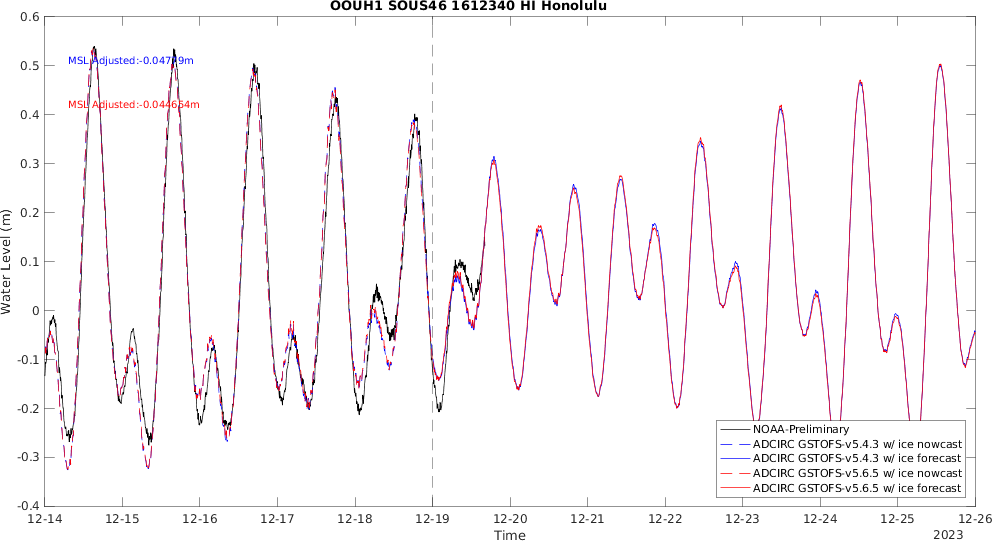 OOUH1 SOUS46 1612340 HI Honolulu
0.6
0.5
0.4
0.3
0.2
0.1
0
-0.1
-0.2
-0.3
-0.4
Water Level (m)
MSL Adjusted:
MSL Adjusted:-0.044654m
NOAA-Preliminary
ADCIRC GSTOFS-v5.4.3 w/ ice nowcast
ADCIRC GSTOFS-v5.4.3 w/ ice forecast
ADCIRC GSTOFS-v5.6.5 w/ ice nowcast
ADCIRC GSTOFS-v5.6.5 w/ ice forecast
12-14 12-15 12-16 12-17 12-18 12-19 12-20 12-21 12-22 12-23 12-24 12-25 12-26
Time
2023